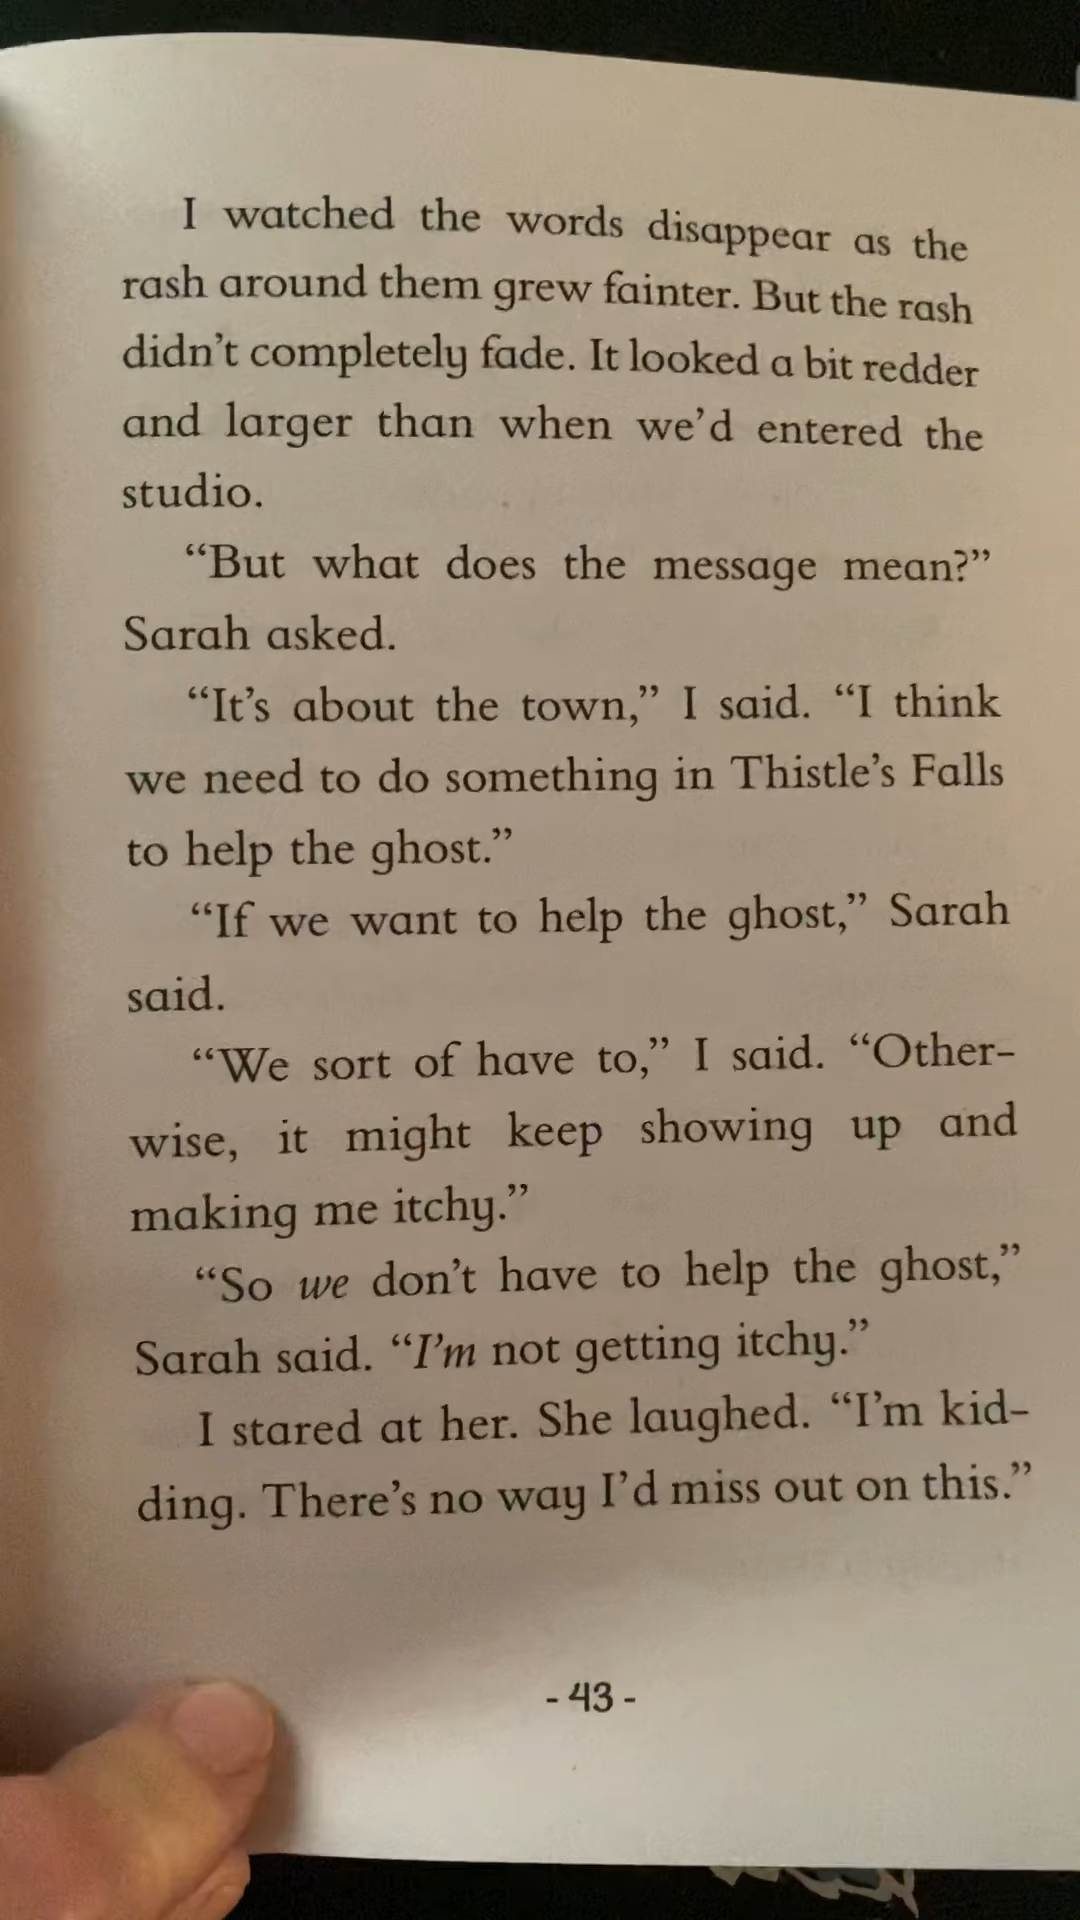 I watched the words disappear as the
rash around them grew fainter. But the rash
didn’t completely fade. It looked a bit redder
and larger than when we’d entered the
studio.
“But what does the message mean?”
Sarah asked.
“It’s about the town,” I said. “I think
we need to do something in Thistle’s Falls
to help the ghost.”
“If we want to help the ghost,” Sarah
said.
“We sort of have to,” I said. “Other-
wise, it might keep showing up and
making me itchy.”
“So we don’t have to help the ghost,”
Sarah said. “I’m not getting itchy.”
I stared at her. She laughed. “I’m kid-
ding. There’s no way I’d miss out on this.”
- 43 -